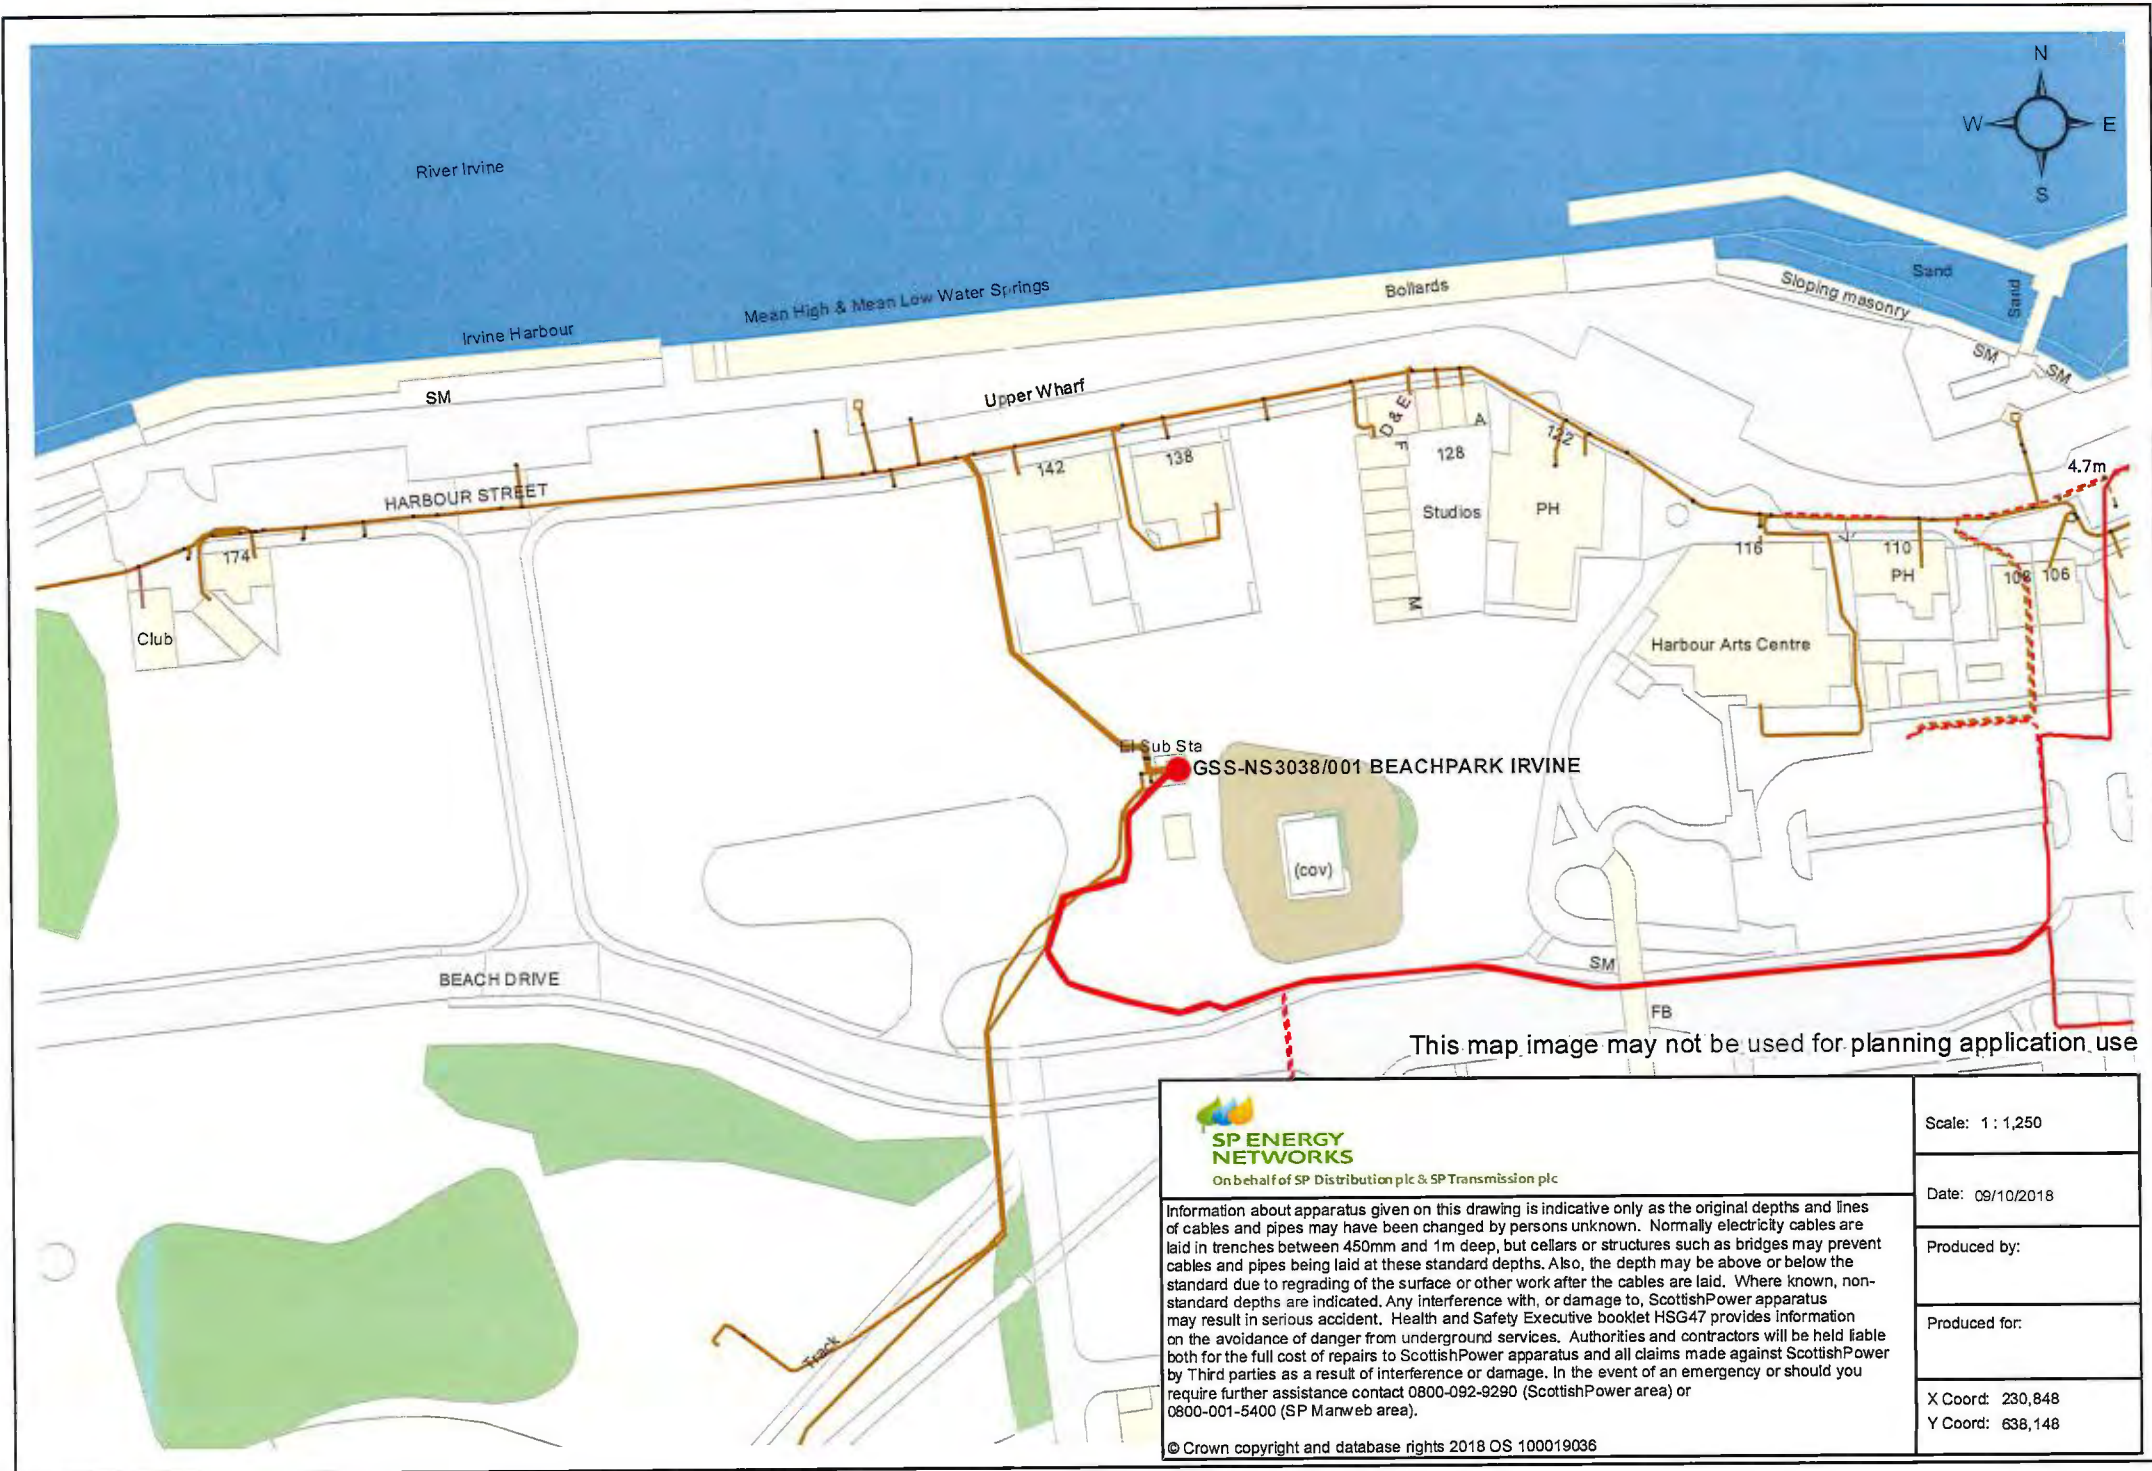 N
W E
S
River Irvine
Sand
Sand
Mean High & Mean Low Water Springs
Bollards
Sloping masonry
Irvine Harbour
SM
SM
SM
Upper Wharf
D & E
A
F
122
142
138
128
4.7m
HARBOUR STREET
Studios
PH
174
116
110
PH
108
106
M
Club
Harbour Arts Centre
El Sub Sta
GSS-NS3038/001 BEACHPARK IRVINE
(cov)
SM
BEACH DRIVE
FB
This map image may not be used for planning application use
Track
SP ENERGY
NETWORKS
On behalf of SP Distribution plc & SP Transmission plc
Information about apparatus given on this drawing is indicative only as the original depths and lines
of cables and pipes may have been changed by persons unknown. Normally electricity cables are
laid in trenches between 450mm and 1m deep, but cellars or structures such as bridges may prevent
cables and pipes being laid at these standard depths. Also, the depth may be above or below the
standard due to regrading of the surface or other work after the cables are laid. Where known, non-
standard depths are indicated. Any interference with, or damage to, ScottishPower apparatus
may result in serious accident. Health and Safety Executive booklet HSG47 provides information
on the avoidance of danger from underground services. Authorities and contractors will be held liable
both for the full cost of repairs to ScottishPower apparatus and all claims made against ScottishPower
by Third parties as a result of interference or damage. In the event of an emergency or should you
require further assistance contact 0800-092-9290 (ScottishPower area) or
0800-001-5400 (SP Manweb area).
© Crown copyright and database rights 2018 OS 100019036
Scale: 1 : 1,250
Date: 09/10/2018
Produced by:
Produced for:
X Coord: 230,848
Y Coord: 638,148